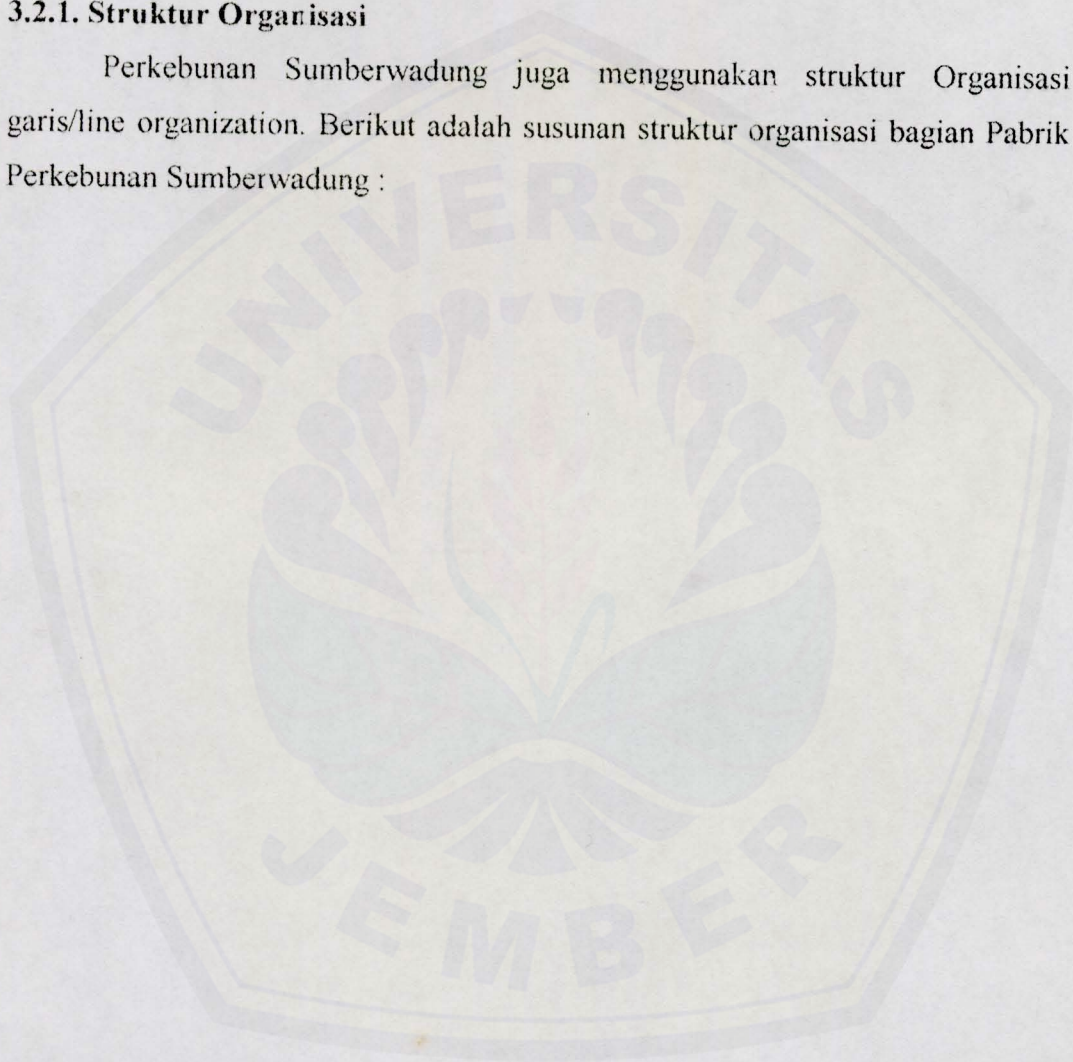 3.2.1. Struktur Organisasi
Perkebunan Sumberwadung juga menggunakan struktur Organisasi
garis/line organization. Berikut adalah susunan struktur organisasi bagian Pabrik
Perkebunan Sumberwadung :
UNIVERSITAS
JEMBER